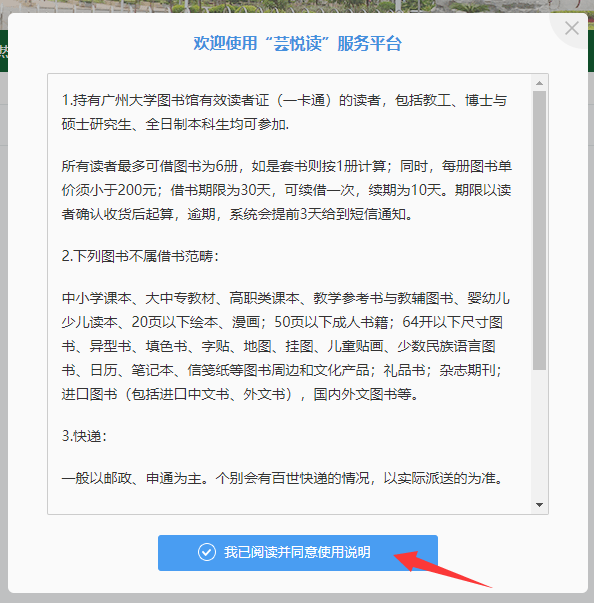 热
欢迎使用“芸悦读”服务平台
1.持有广州大学图书馆有效读者证（一卡通）的读者，包括教工、博士与
硕士研究生、全日制本科生均可参加.
所有读者最多可借图书为6册，如是套书则按1册计算；同时，每册图书单
价须小于200元；借书期限为30天，可续借一次，续期为10天。期限以读
者确认收货后起算，逾期，系统会提前3天给到短信通知。
2.下列图书不属借书范畴：
中小学课本、大中专教材、高职类课本、教学参考书与教辅图书、婴幼儿
少儿读本、20页以下绘本、漫画；50页以下成人书籍；64开以下尺寸图
书、异型书、填色书、字贴、地图、挂图、儿童贴画、少数民族语言图
书、日历、笔记本、信笺纸等图书周边和文化产品；礼品书；杂志期刊；
进口图书（包括进口中文书、外文书），国内外文图书等。
3.快递：
一般以邮政、申通为主。个别会有百世快递的情况，以实际派送的为准。
我已阅读并同意使用说明